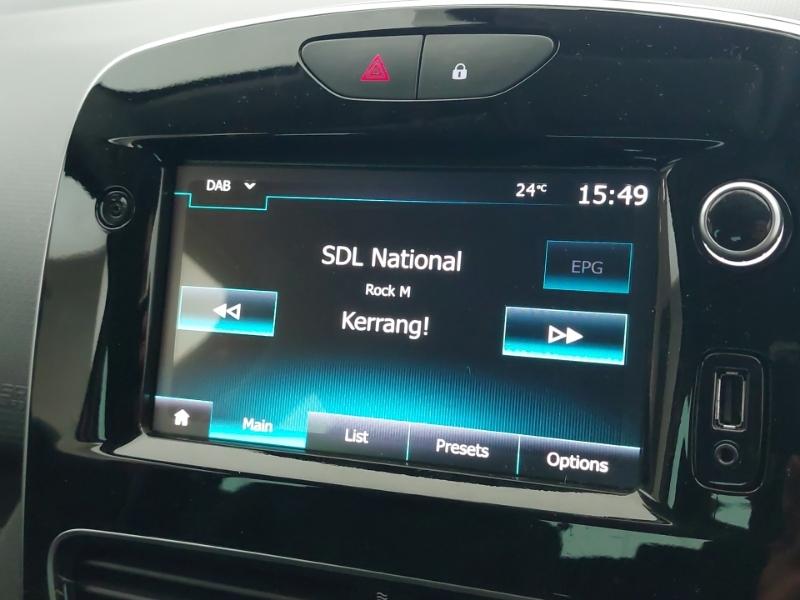 DAB
24°C
15:49
SDL National
EPG
Rock M
Kerrang!
Main
List
Presets
Options